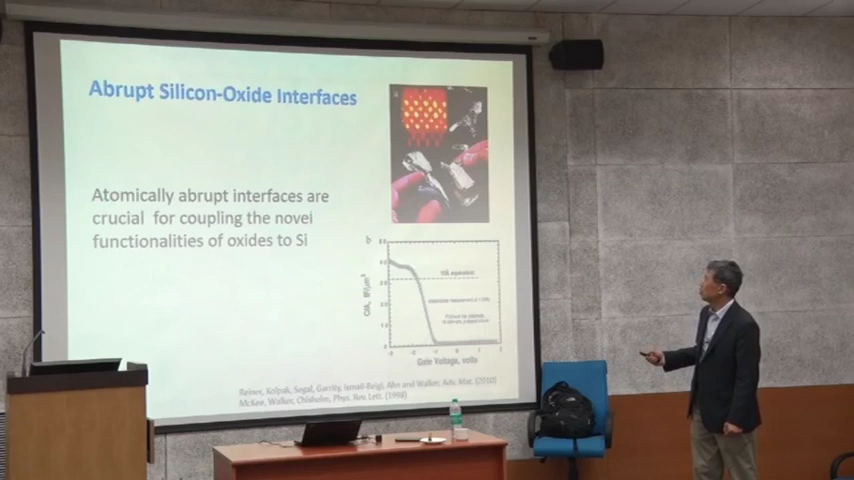 Abrupt Silicon-Oxide Interfaces
Atomically abrupt interfaces are
crucial for coupling the novel
functionalities of oxides to Si
b
Gate Voltage, volts
Reiner, Kolpak, Segal, Garrity, Ismail-Beigi, Ahn and Walker, Adv. Mat. (2010)
McKee, Walker, Chisholm, Phys. Rev. Lett. (1998)